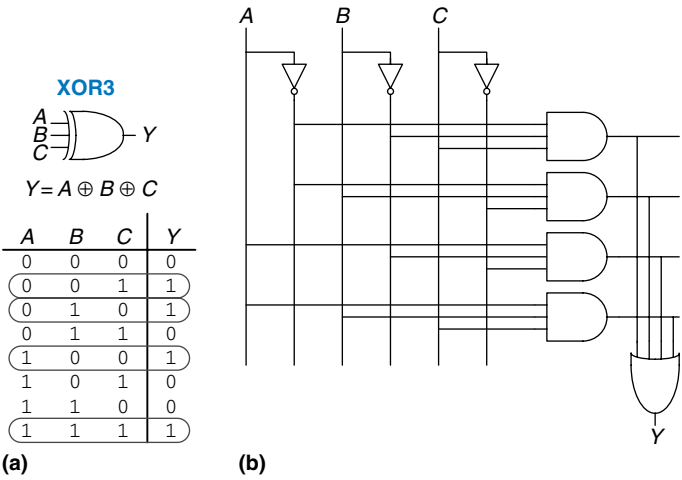 XOR3
A
B
C
Y
Y = A ⊕ B ⊕ C
A B C Y
0 0 0 0
0 0 1 1
0 1 0 1
0 1 1 0
1 0 0 1
1 0 1 0
1 1 0 0
1 1 1 1
(a)
A B C
Y
(b)